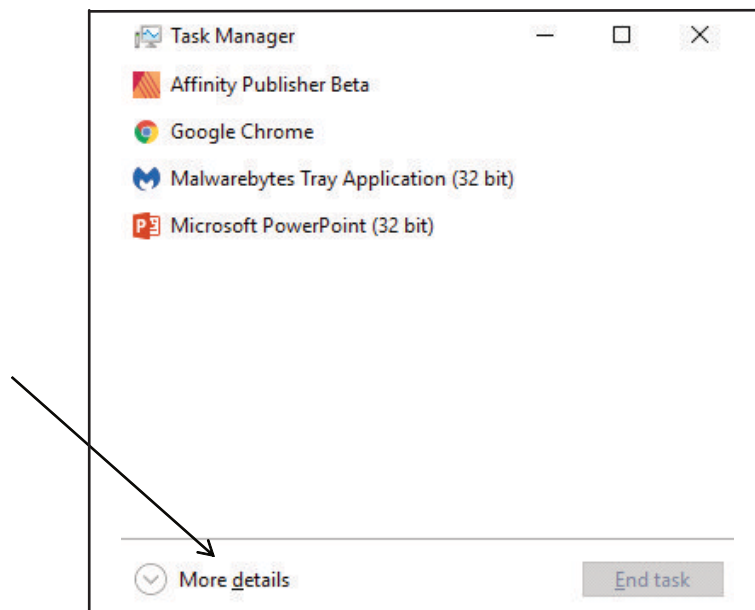 Task Manager
Affinity Publisher Beta
Google Chrome
Malwarebytes Tray Application (32 bit)
Microsoft PowerPoint (32 bit)
More details
End task